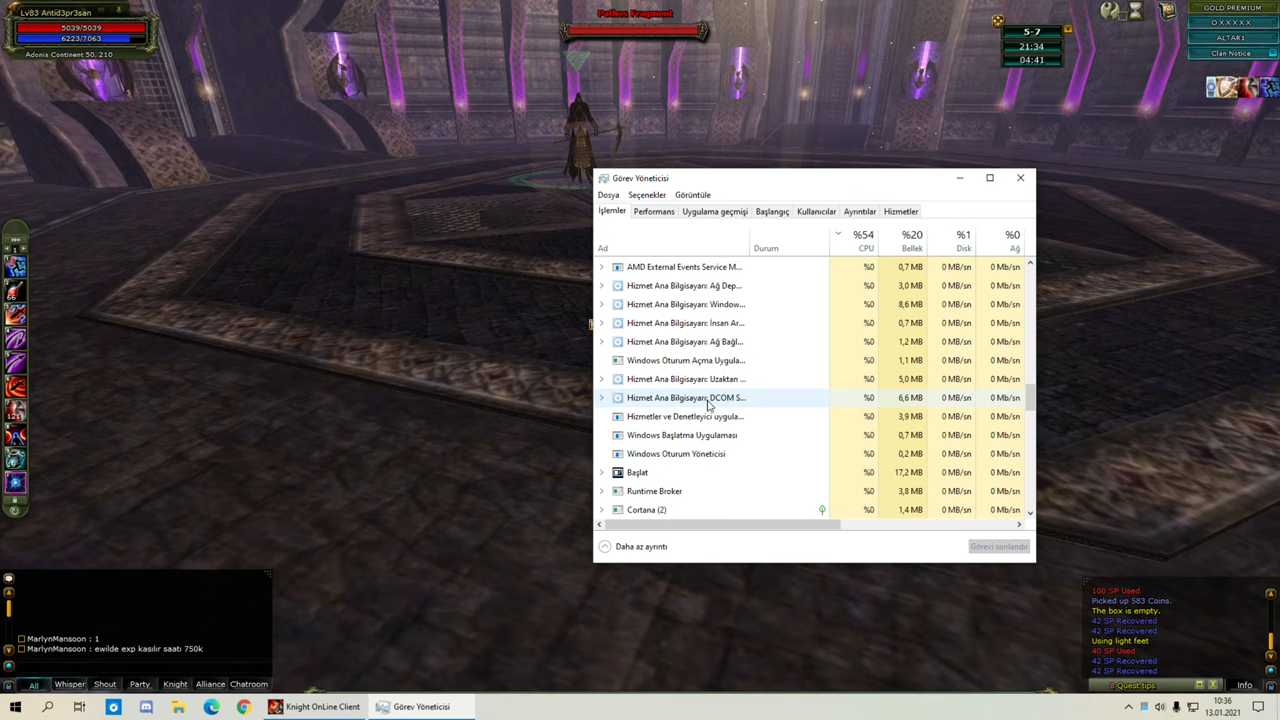 Lv83 Antid3pr3san
5039/5039
6223/7063
Adonis Continent 50, 210
Pathos Fragment
5-7
21:34
04:41
GOLD PREMIUM
O X X X X X
ALTAR1
Clan Notice
Görev Yöneticisi
Dosya Seçenekler Görüntüle
İşlemler Performans Uygulama geçmişi Başlangıç Kullanıcılar Ayrıntılar Hizmetler
%54 %20 %1 %0
Ad Durum CPU Bellek Disk Ağ
AMD External Events Service M... %0 0,7 MB 0 MB/sn 0 Mb/sn
Hizmet Ana Bilgisayarı: Ağ Dep... %0 3,0 MB 0 MB/sn 0 Mb/sn
Hizmet Ana Bilgisayarı: Window... %0 8,6 MB 0 MB/sn 0 Mb/sn
Hizmet Ana Bilgisayarı: İnsan Ar... %0 0,7 MB 0 MB/sn 0 Mb/sn
Hizmet Ana Bilgisayarı: Ağ Bağl... %0 1,2 MB 0 MB/sn 0 Mb/sn
Windows Oturum Açma Uygula... %0 1,1 MB 0 MB/sn 0 Mb/sn
Hizmet Ana Bilgisayarı: Uzaktan ... %0 5,0 MB 0 MB/sn 0 Mb/sn
Hizmet Ana Bilgisayarı: DCOM S... %0 6,6 MB 0 MB/sn 0 Mb/sn
Hizmetler ve Denetleyici uygula... %0 3,9 MB 0 MB/sn 0 Mb/sn
Windows Başlatma Uygulaması %0 0,7 MB 0 MB/sn 0 Mb/sn
Windows Oturum Yöneticisi %0 0,2 MB 0 MB/sn 0 Mb/sn
Başlat %0 17,2 MB 0 MB/sn 0 Mb/sn
Runtime Broker %0 3,8 MB 0 MB/sn 0 Mb/sn
Cortana (2) %0 1,4 MB 0 MB/sn 0 Mb/sn
Daha az ayrıntı Görevi sonlandır
1
66
121
MarlynMansoon : 1
MarlynMansoon : ewilde exp kasılır saatı 750k
All Whisper Shout Party Knight Alliance Chatroom
100 SP Used
Picked up 583 Coins.
The box is empty.
42 SP Recovered
42 SP Recovered
Using light feet
40 SP Used
42 SP Recovered
42 SP Recovered
Quest tips
Info
Knight OnLine Client Görev Yöneticisi
10:36
13.01.2021